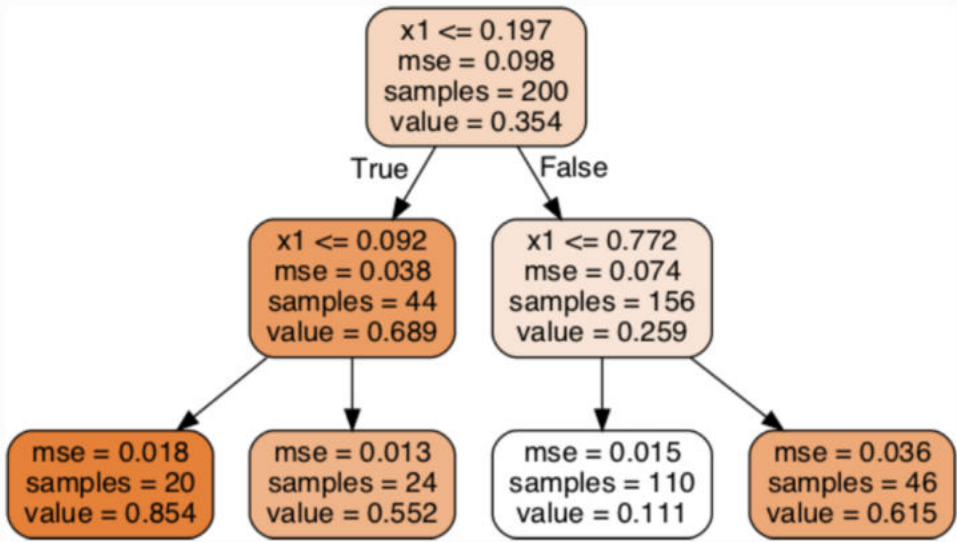 x1 <= 0.197
mse = 0.098
samples = 200
value = 0.354
True
False
x1 <= 0.092
mse = 0.038
samples = 44
value = 0.689
x1 <= 0.772
mse = 0.074
samples = 156
value = 0.259
mse = 0.018
samples = 20
value = 0.854
mse = 0.013
samples = 24
value = 0.552
mse = 0.015
samples = 110
value = 0.111
mse = 0.036
samples = 46
value = 0.615